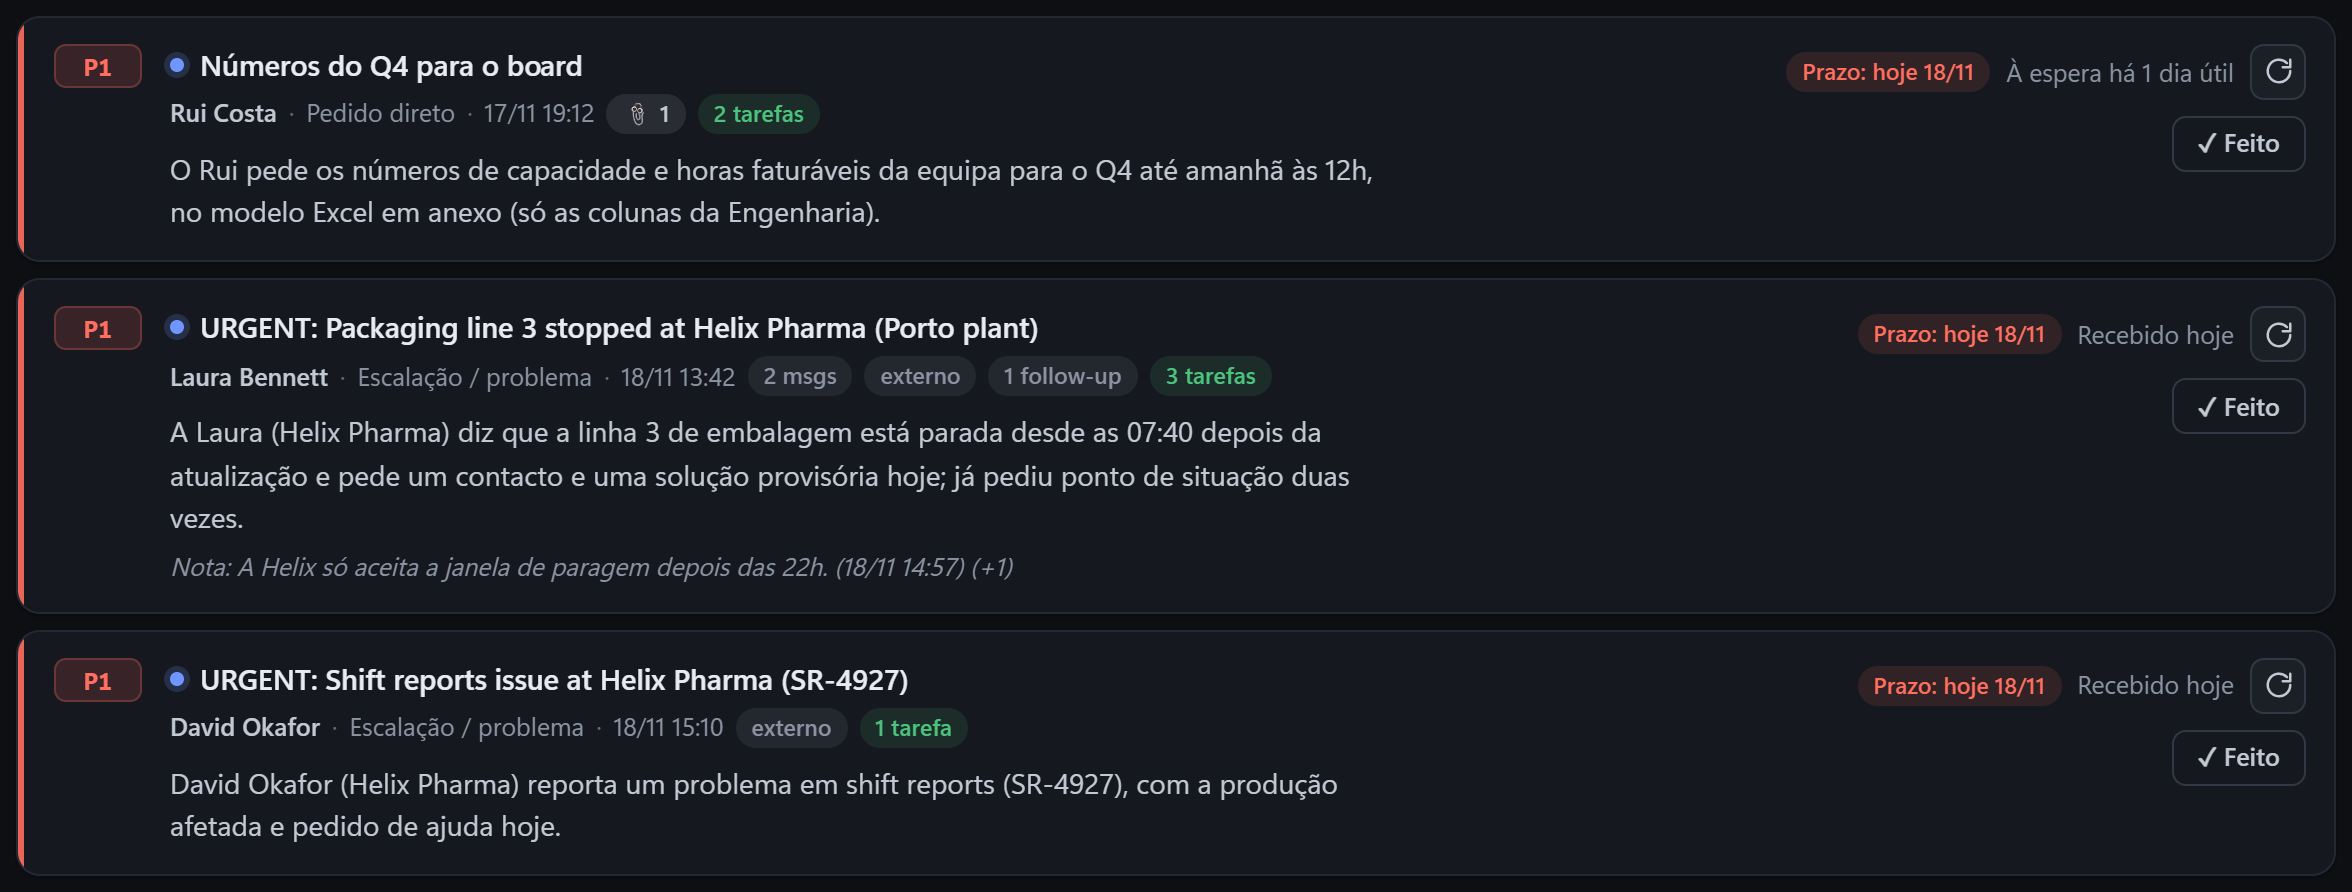 P1 Números do Q4 para o board Prazo: hoje 18/11 À espera há 1 dia útil
Rui Costa · Pedido direto · 17/11 19:12 1 2 tarefas
✓ Feito
O Rui pede os números de capacidade e horas faturáveis da equipa para o Q4 até amanhã às 12h,
no modelo Excel em anexo (só as colunas da Engenharia).
P1 URGENT: Packaging line 3 stopped at Helix Pharma (Porto plant) Prazo: hoje 18/11 Recebido hoje
Laura Bennett · Escalação / problema · 18/11 13:42 2 msgs externo 1 follow-up 3 tarefas
✓ Feito
A Laura (Helix Pharma) diz que a linha 3 de embalagem está parada desde as 07:40 depois da
atualização e pede um contacto e uma solução provisória hoje; já pediu ponto de situação duas
vezes.
Nota: A Helix só aceita a janela de paragem depois das 22h. (18/11 14:57) (+1)
P1 URGENT: Shift reports issue at Helix Pharma (SR-4927) Prazo: hoje 18/11 Recebido hoje
David Okafor · Escalação / problema · 18/11 15:10 externo 1 tarefa
✓ Feito
David Okafor (Helix Pharma) reporta um problema em shift reports (SR-4927), com a produção
afetada e pedido de ajuda hoje.